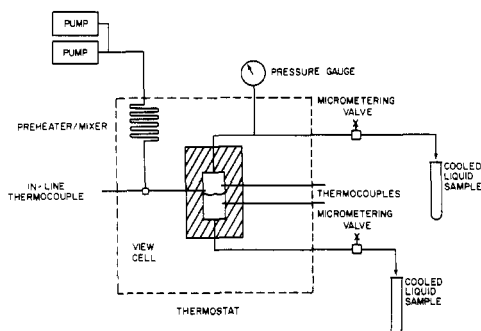 PUMP
PUMP
PRESSURE GAUGE
MICROMETERING
VALVE
PREHEATER/MIXER
COOLED
LIQUID
SAMPLE
IN-LINE
THERMOCOUPLE
THERMOCOUPLES
MICROMETERING
VALVE
VIEW
CELL
COOLED
LIQUID
SAMPLE
THERMOSTAT